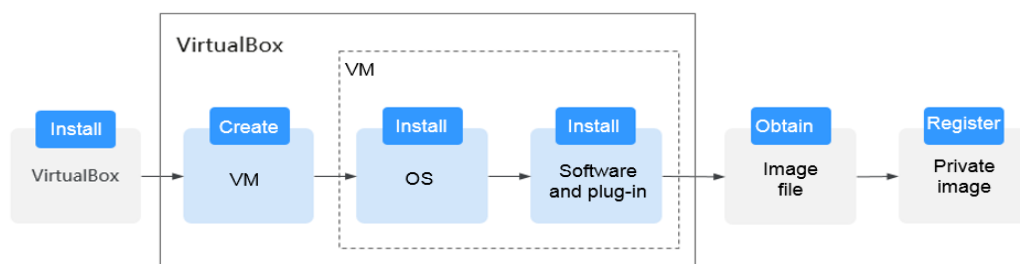 VirtualBox
VM
Install
VirtualBox
Create
VM
Install
OS
Install
Software
and plug-in
Obtain
Image
file
Register
Private
image